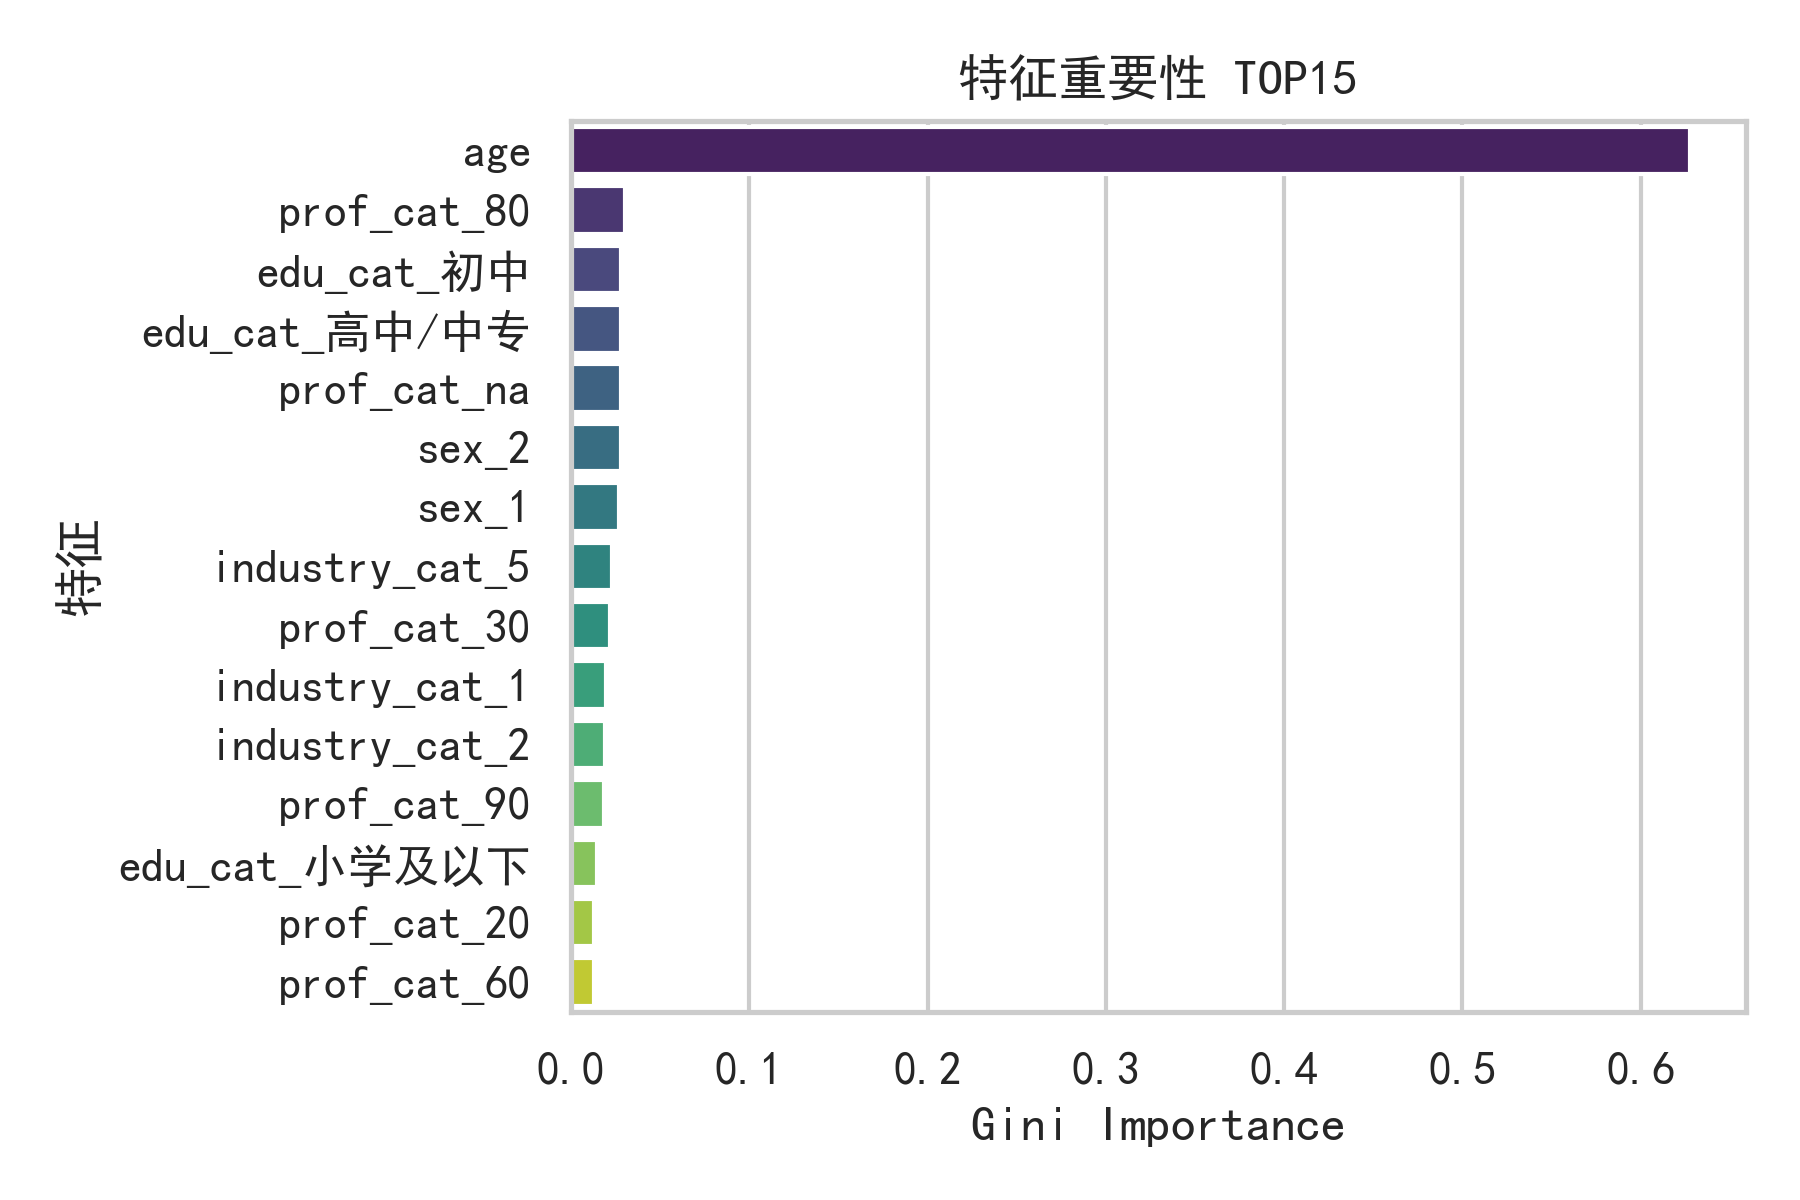 特征重要性 TOP15
age
prof_cat_80
edu_cat_初中
edu_cat_高中/中专
prof_cat_na
sex_2
sex_1
industry_cat_5
prof_cat_30
industry_cat_1
industry_cat_2
prof_cat_90
edu_cat_小学及以下
prof_cat_20
prof_cat_60
特征
0.0 0.1 0.2 0.3 0.4 0.5 0.6
Gini Importance